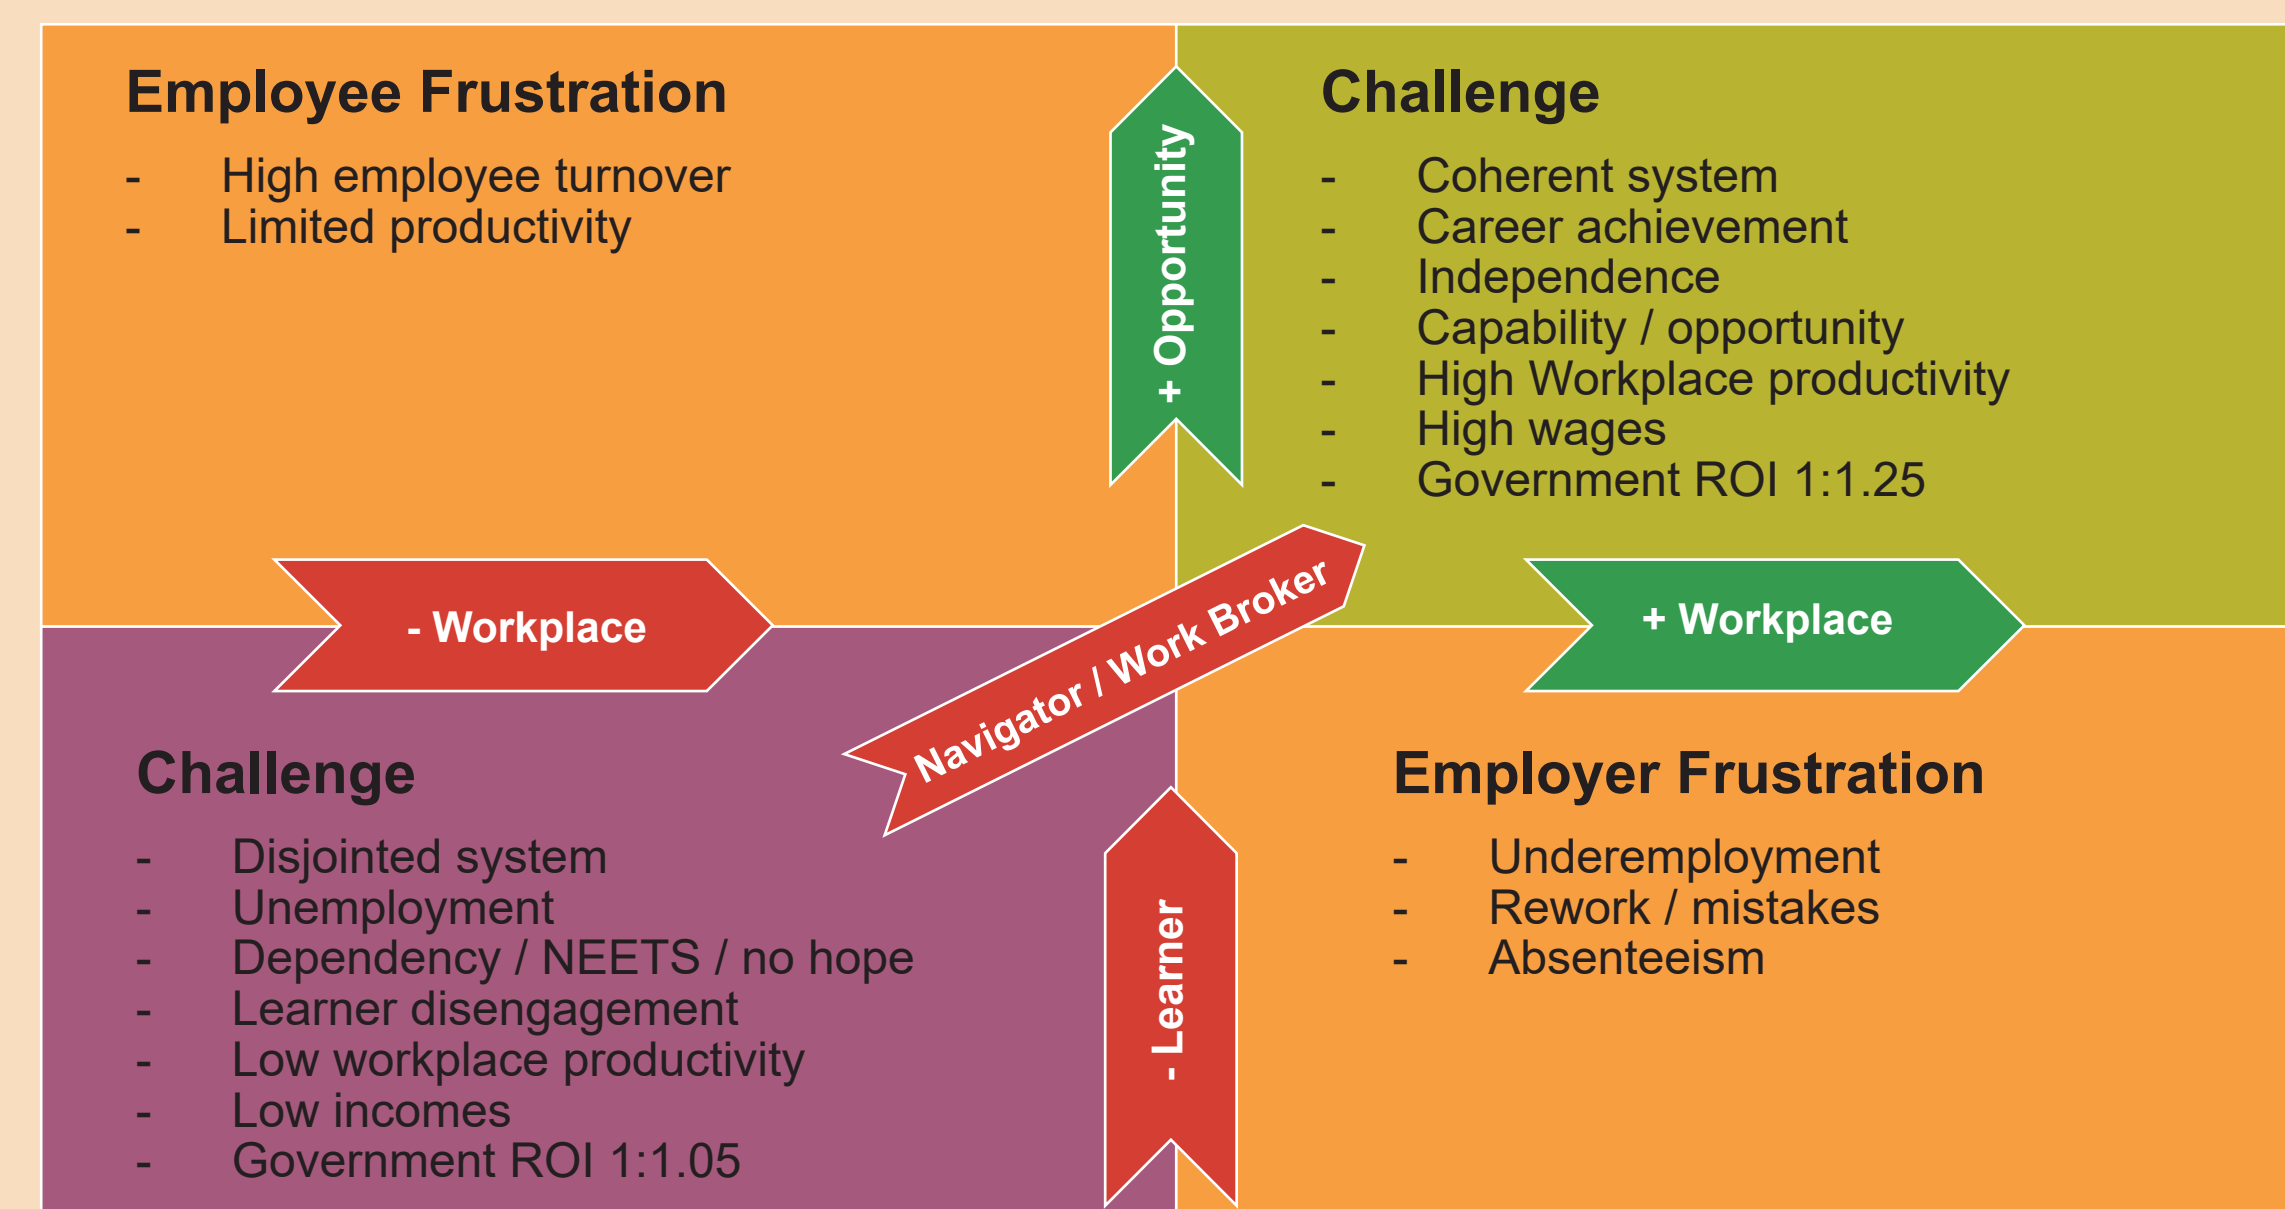 Employee Frustration
- High employee turnover
- Limited productivity
+ Opportunity
Challenge
- Coherent system
- Career achievement
- Independence
- Capability / opportunity
- High Workplace productivity
- High wages
- Government ROI 1:1.25
- Workplace
Navigator / Work Broker
+ Workplace
Challenge
- Disjointed system
- Unemployment
- Dependency / NEETS / no hope
- Learner disengagement
- Low workplace productivity
- Low incomes
- Government ROI 1:1.05
- Learner
Employer Frustration
- Underemployment
- Rework / mistakes
- Absenteeism